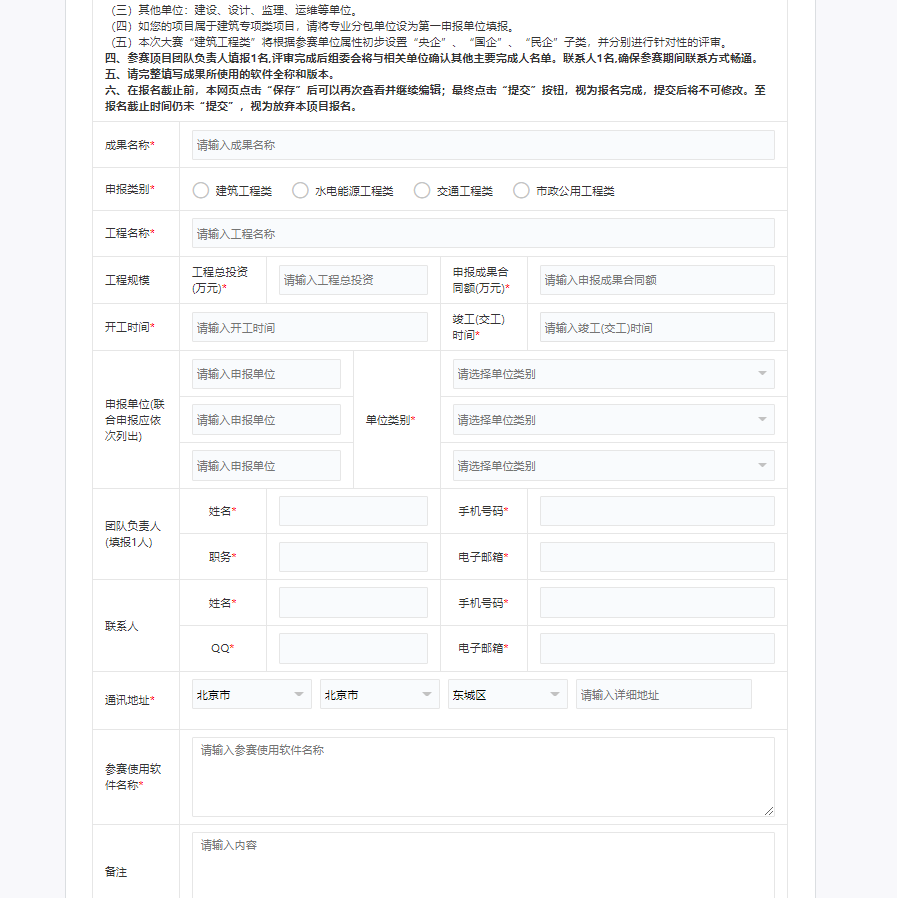 （三）其他单位：建设、设计、监理、运维等单位。
（四）如您的项目属于建筑专项类项目，请将专业分包单位设为第一申报单位填报。
（五）本次大赛“建筑工程类”将根据参赛单位属性初步设置“央企”、“国企”、“民企”子类，并分别进行针对性的评审。
四、参赛项目团队负责人填报1名,评审完成后组委会将与相关单位确认其他主要完成人名单。联系人1名,确保参赛期间联系方式畅通。
五、请完整填写成果所使用的软件全称和版本。
六、在报名截止前，本网页点击“保存”后可以再次查看并继续编辑；最终点击“提交”按钮，视为报名完成，提交后将不可修改。至
报名截止时间仍未“提交”，视为放弃本项目报名。
成果名称* 请输入成果名称
申报类别* 建筑工程类 水电能源工程类 交通工程类 市政公用工程类
工程名称* 请输入工程名称
工程规模
工程总投资
(万元)*
请输入工程总投资
申报成果合
同额(万元)*
请输入申报成果合同额
开工时间* 请输入开工时间
竣工(交工)
时间*
请输入竣工(交工)时间
申报单位(联
合申报应依
次列出)
请输入申报单位
请输入申报单位
请输入申报单位
单位类别*
请选择单位类别
请选择单位类别
请选择单位类别
团队负责人
(填报1人)
姓名* 手机号码*
职务* 电子邮箱*
联系人
姓名* 手机号码*
QQ* 电子邮箱*
通讯地址* 北京市 北京市 东城区 请输入详细地址
参赛使用软
件名称*
请输入参赛使用软件名称
备注
请输入内容